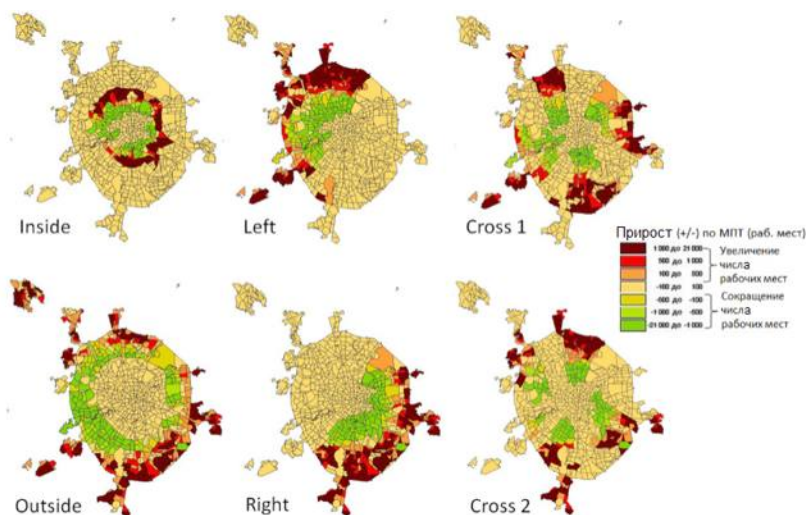 Inside
Left
Cross 1
Прирост (+/-) по МПТ (раб. мест)
1 000 до 21 000
500 до 1 000
100 до 500
-100 до 100
-500 до -100
-1 000 до -500
-21 000 до -1 000
Увеличение
числа
рабочих мест
Сокращение
числа
рабочих мест
Outside
Right
Cross 2